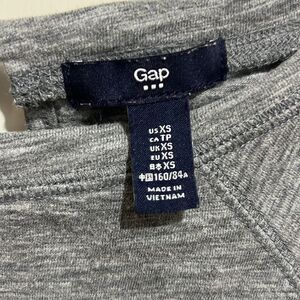 Gap
US XS
CA TP
UK XS
EU XS
日本 XS
中国 160/84A
MADE IN
VIETNAM